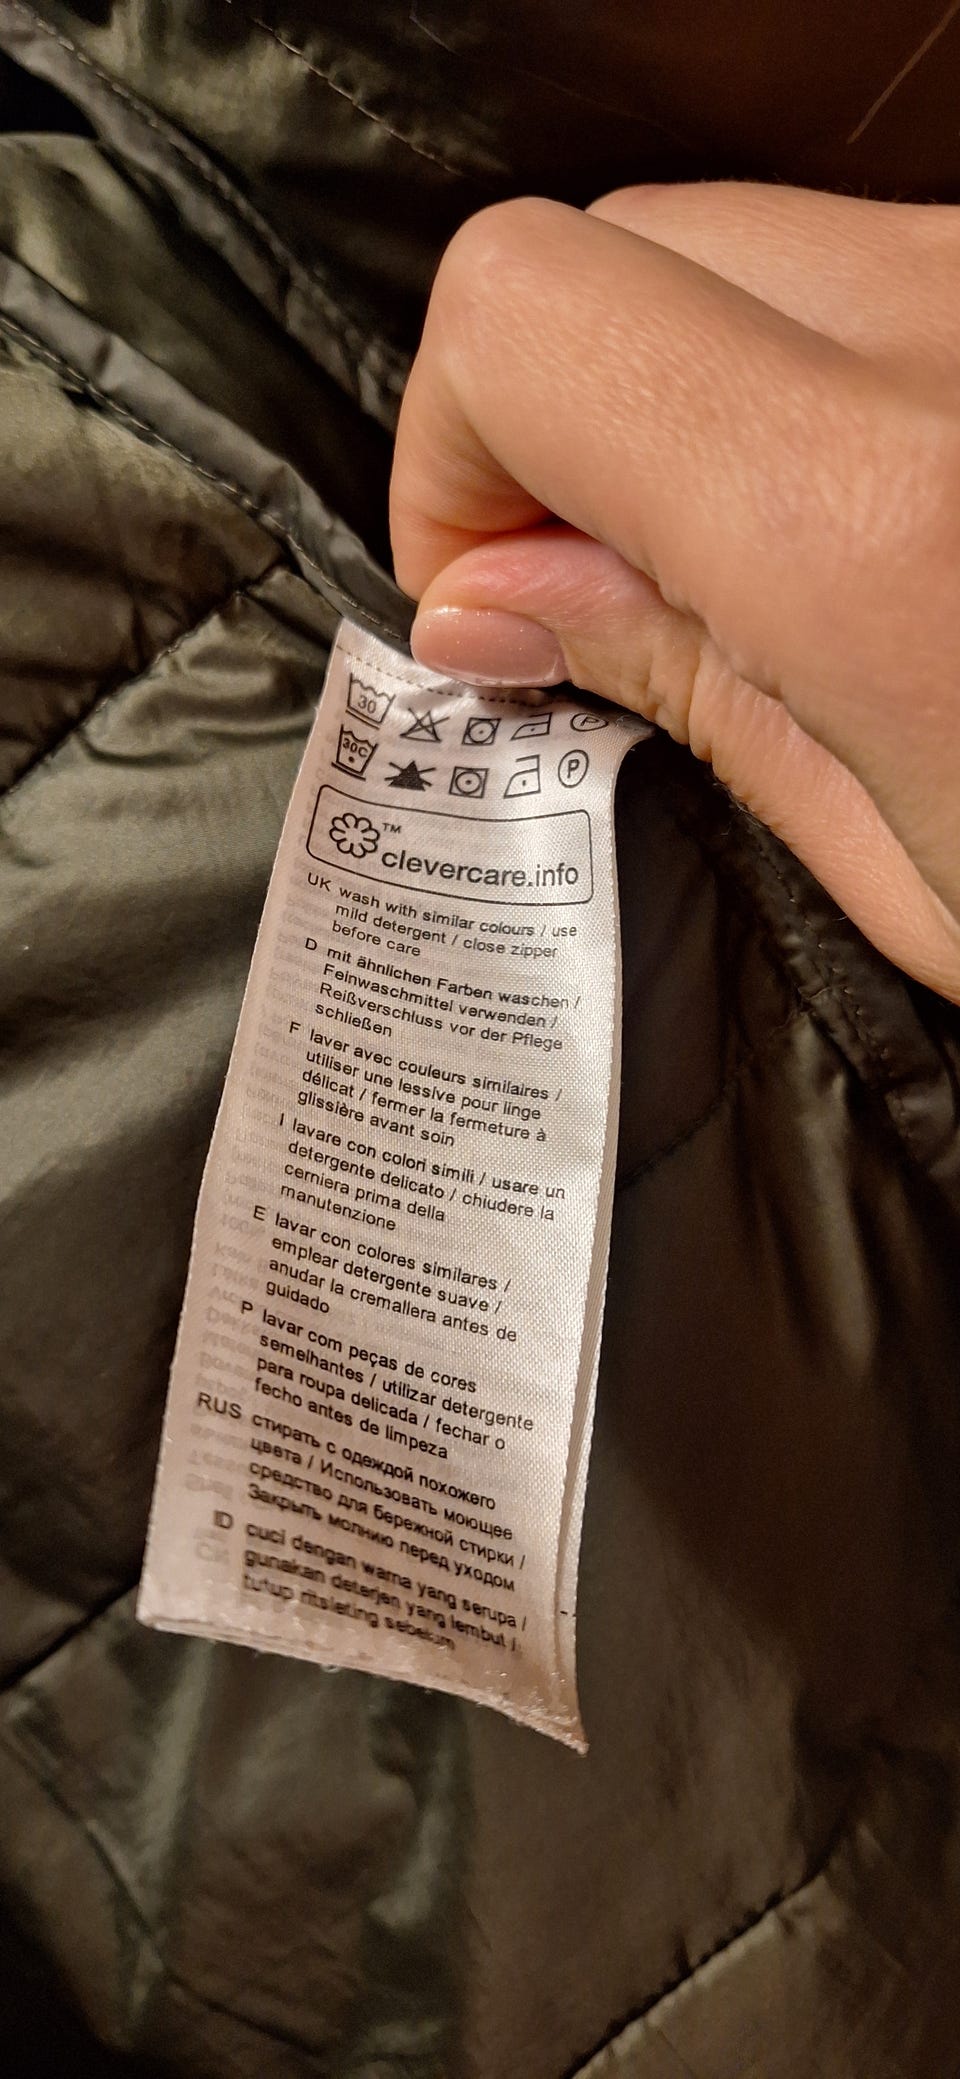 30
P
30C
P
™
clevercare.info
UK wash with similar colours / use
mild detergent / close zipper
before care
D mit ähnlichen Farben waschen /
Feinwaschmittel verwenden /
Reißverschluss vor der Pflege
schließen
F laver avec couleurs similaires /
utiliser une lessive pour linge
délicat / fermer la fermeture à
glissière avant soin
I lavare con colori simili / usare un
detergente delicato / chiudere la
cerniera prima della
manutenzione
E lavar con colores similares /
emplear detergente suave /
anudar la cremallera antes de
guidado
P lavar com peças de cores
semelhantes / utilizar detergente
para roupa delicada / fechar o
fecho antes de limpeza
RUS стирать с одеждой похожего
цвета / Использовать моющее
средство для бережной стирки /
Закрыть молнию перед уходом
ID cuci dengan warna yang serupa /
gunakan deterjen yang lembut /
tutup ritsleting sebelum